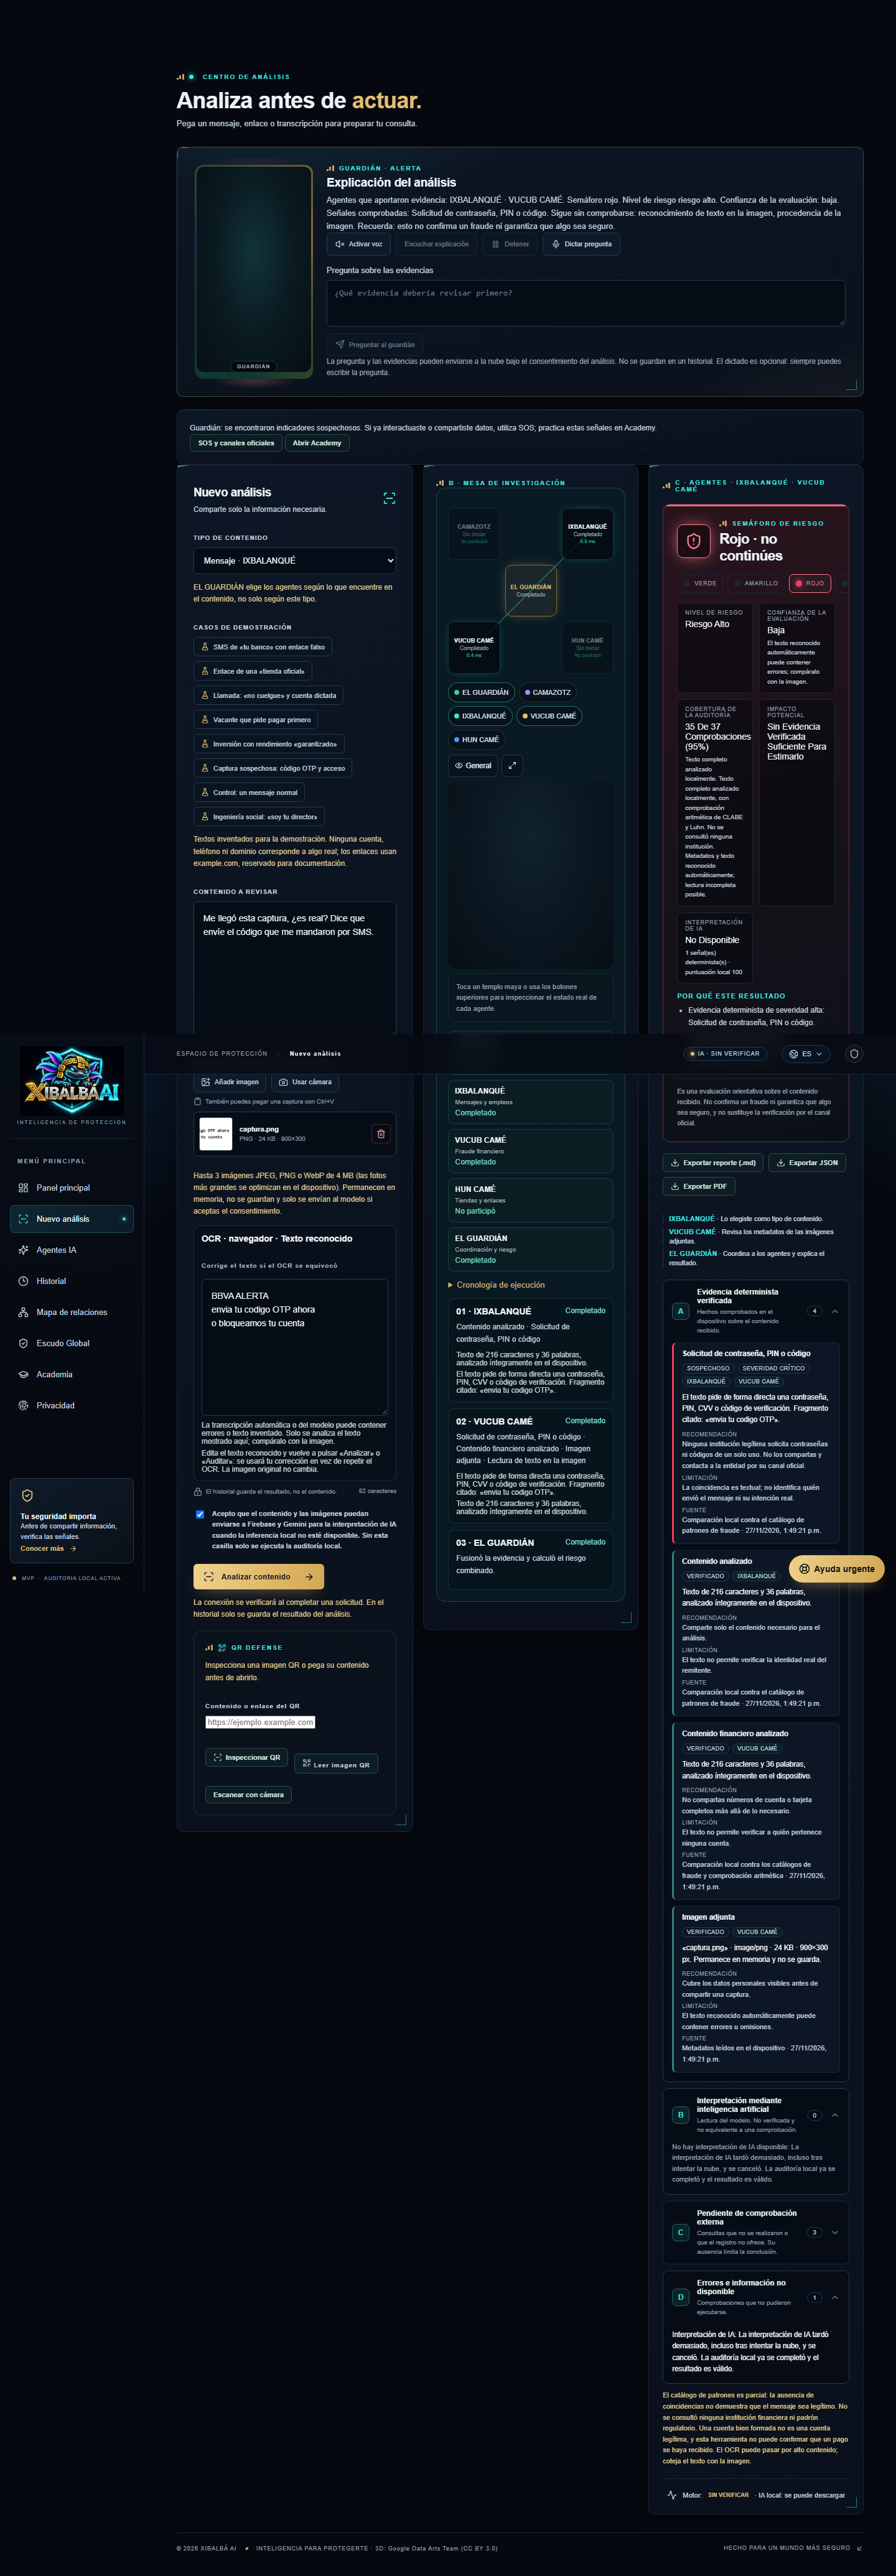 CENTRO DE ANÁLISIS
Analiza antes de actuar.
Pega un mensaje, enlace o transcripción para preparar tu consulta.
GUARDIÁN
GUARDIÁN · ALERTA
Explicación del análisis
Agentes que aportaron evidencia: IXBALANQUÉ · VUCUB CAMÉ. Semáforo rojo. Nivel de riesgo riesgo alto. Confianza de la evaluación: baja.
Señales comprobadas: Solicitud de contraseña, PIN o código. Sigue sin comprobarse: reconocimiento de texto en la imagen, procedencia de la
imagen. Recuerda: esto no confirma un fraude ni garantiza que algo sea seguro.
Activar voz
Escuchar explicación
Detener
Dictar pregunta
Pregunta sobre las evidencias
¿Qué evidencia debería revisar primero?
Preguntar al guardián
La pregunta y las evidencias pueden enviarse a la nube bajo el consentimiento del análisis. No se guardan en un historial. El dictado es opcional: siempre puedes
escribir la pregunta.
Guardián: se encontraron indicadores sospechosos. Si ya interactuaste o compartiste datos, utiliza SOS; practica estas señales en Academy.
SOS y canales oficiales
Abrir Academy
Nuevo análisis
Comparte solo la información necesaria.
TIPO DE CONTENIDO
Mensaje · IXBALANQUÉ
EL GUARDIÁN elige los agentes según lo que encuentre en
el contenido, no solo según este tipo.
CASOS DE DEMOSTRACIÓN
SMS de «tu banco» con enlace falso
Enlace de una «tienda oficial»
Llamada: «no cuelgue» y cuenta dictada
Vacante que pide pagar primero
Inversión con rendimiento «garantizado»
Captura sospechosa: código OTP y acceso
Control: un mensaje normal
Ingeniería social: «soy tu director»
Textos inventados para la demostración. Ninguna cuenta,
teléfono ni dominio corresponde a algo real; los enlaces usan
example.com, reservado para documentación.
CONTENIDO A REVISAR
Me llegó esta captura, ¿es real? Dice que
envíe el código que me mandaron por SMS.
B · MESA DE INVESTIGACIÓN
CAMAZOTZ
Sin iniciar
No participó
IXBALANQUÉ
Completado
0.5 ms
EL GUARDIÁN
Completado
VUCUB CAMÉ
Completado
0.4 ms
HUN CAMÉ
Sin iniciar
No participó
EL GUARDIÁN
CAMAZOTZ
IXBALANQUÉ
VUCUB CAMÉ
HUN CAMÉ
General
Toca un templo maya o usa los botones
superiores para inspeccionar el estado real de
cada agente.
C · AGENTES · IXBALANQUÉ · VUCUB
CAMÉ
SEMÁFORO DE RIESGO
Rojo · no
continúes
VERDE
AMARILLO
ROJO
NIVEL DE RIESGO
Riesgo Alto
CONFIANZA DE LA
EVALUACIÓN
Baja
El texto reconocido
automáticamente
puede contener
errores; compáralo
con la imagen.
COBERTURA DE
LA AUDITORÍA
35 De 37
Comprobaciones
(95%)
Texto completo
analizado
localmente. Texto
completo analizado
localmente, con
comprobación
aritmética de CLABE
y Luhn. No se
consultó ninguna
institución.
Metadatos y texto
reconocido
automáticamente;
lectura incompleta
posible.
IMPACTO
POTENCIAL
Sin Evidencia
Verificada
Suficiente Para
Estimarlo
INTERPRETACIÓN
DE IA
No Disponible
1 señal(es)
determinista(s) ·
puntuación local 100
POR QUÉ ESTE RESULTADO
Evidencia determinista de severidad alta:
Solicitud de contraseña, PIN o código.
XIBALBÁ AI
INTELIGENCIA DE PROTECCIÓN
ESPACIO DE PROTECCIÓN / Nuevo análisis
IA · SIN VERIFICAR
ES
MENÚ PRINCIPAL
Panel principal
Nuevo análisis
Agentes IA
Historial
Mapa de relaciones
Escudo Global
Academia
Privacidad
Tu seguridad importa
Antes de compartir información,
verifica las señales.
Conocer más
MVP · AUDITORÍA LOCAL ACTIVA
Añadir imagen
Usar cámara
También puedes pegar una captura con Ctrl+V
captura.png
PNG · 24 KB · 900×300
Hasta 3 imágenes JPEG, PNG o WebP de 4 MB (las fotos
más grandes se optimizan en el dispositivo). Permanecen en
memoria, no se guardan y solo se envían al modelo si
aceptas el consentimiento.
OCR · navegador · Texto reconocido
Corrige el texto si el OCR se equivocó
BBVA ALERTA
envia tu codigo OTP ahora
o bloqueamos tu cuenta
La transcripción automática o del modelo puede contener
errores o texto inventado. Solo se analiza el texto
mostrado aquí; compáralo con la imagen.
Edita el texto reconocido y vuelve a pulsar «Analizar» o
«Auditar»: se usará tu corrección en vez de repetir el
OCR. La imagen original no cambia.
El historial guarda el resultado, no el contenido.
82 caracteres
Acepto que el contenido y las imágenes puedan
enviarse a Firebase y Gemini para la interpretación de IA
cuando la inferencia local no esté disponible. Sin esta
casilla solo se ejecuta la auditoría local.
Analizar contenido
La conexión se verificará al completar una solicitud. En el
historial solo se guarda el resultado del análisis.
QR DEFENSE
Inspecciona una imagen QR o pega su contenido
antes de abrirlo.
Contenido o enlace del QR
https://ejemplo.example.com
Inspeccionar QR
Leer imagen QR
Escanear con cámara
IXBALANQUÉ
Mensajes y empleos
Completado
VUCUB CAMÉ
Fraude financiero
Completado
HUN CAMÉ
Tiendas y enlaces
No participó
EL GUARDIÁN
Coordinación y riesgo
Completado
Cronología de ejecución
01 · IXBALANQUÉ
Completado
Contenido analizado · Solicitud de
contraseña, PIN o código
Texto de 216 caracteres y 36 palabras,
analizado íntegramente en el dispositivo.
El texto pide de forma directa una contraseña,
PIN, CVV o código de verificación. Fragmento
citado: «envia tu codigo OTP».
02 · VUCUB CAMÉ
Completado
Solicitud de contraseña, PIN o código ·
Contenido financiero analizado · Imagen
adjunta · Lectura de texto en la imagen
El texto pide de forma directa una contraseña,
PIN, CVV o código de verificación. Fragmento
citado: «envia tu codigo OTP».
Texto de 216 caracteres y 36 palabras,
analizado íntegramente en el dispositivo.
03 · EL GUARDIÁN
Completado
Fusionó la evidencia y calculó el riesgo
combinado.
Es una evaluación orientativa sobre el contenido
recibido. No confirma un fraude ni garantiza que algo
sea seguro, y no sustituye la verificación por el canal
oficial.
Exportar reporte (.md)
Exportar JSON
Exportar PDF
IXBALANQUÉ · Lo elegiste como tipo de contenido.
VUCUB CAMÉ · Revisa los metadatos de las imágenes
adjuntas.
EL GUARDIÁN · Coordina a los agentes y explica el
resultado.
A
Evidencia determinista
verificada
Hechos comprobados en el
dispositivo sobre el contenido
recibido.
4
Solicitud de contraseña, PIN o código
SOSPECHOSO
SEVERIDAD CRÍTICO
IXBALANQUÉ
VUCUB CAMÉ
El texto pide de forma directa una contraseña,
PIN, CVV o código de verificación. Fragmento
citado: «envia tu codigo OTP».
RECOMENDACIÓN
Ninguna institución legítima solicita contraseñas
ni códigos de un solo uso. No los compartas y
contacta a la entidad por su canal oficial.
LIMITACIÓN
La coincidencia es textual; no identifica quién
envió el mensaje ni su intención real.
FUENTE
Comparación local contra el catálogo de
patrones de fraude · 27/11/2026, 1:49:21 p.m.
Contenido analizado
VERIFICADO
IXBALANQUÉ
Texto de 216 caracteres y 36 palabras,
analizado íntegramente en el dispositivo.
RECOMENDACIÓN
Comparte solo el contenido necesario para el
análisis.
LIMITACIÓN
El texto no permite verificar la identidad real del
remitente.
FUENTE
Comparación local contra el catálogo de
patrones de fraude · 27/11/2026, 1:49:21 p.m.
Ayuda urgente
Contenido financiero analizado
VERIFICADO
VUCUB CAMÉ
Texto de 216 caracteres y 36 palabras,
analizado íntegramente en el dispositivo.
RECOMENDACIÓN
No compartas números de cuenta o tarjeta
completos más allá de lo necesario.
LIMITACIÓN
El texto no permite verificar a quién pertenece
ninguna cuenta.
FUENTE
Comparación local contra los catálogos de
fraude y comprobación aritmética · 27/11/2026,
1:49:21 p.m.
Imagen adjunta
VERIFICADO
VUCUB CAMÉ
«captura.png» · image/png · 24 KB · 900×300
px. Permanece en memoria y no se guarda.
RECOMENDACIÓN
Cubre los datos personales visibles antes de
compartir una captura.
LIMITACIÓN
El texto reconocido automáticamente puede
contener errores u omisiones.
FUENTE
Metadatos leídos en el dispositivo · 27/11/2026,
1:49:21 p.m.
B
Interpretación mediante
inteligencia artificial
Lectura del modelo. No verificada y
no equivalente a una comprobación.
0
No hay interpretación de IA disponible: La
interpretación de IA tardó demasiado, incluso tras
intentar la nube, y se canceló. La auditoría local ya se
completó y el resultado es válido.
C
Pendiente de comprobación
externa
Consultas que no se realizaron o
que el registro no ofrece. Su
ausencia limita la conclusión.
3
D
Errores e información no
disponible
Comprobaciones que no pudieron
ejecutarse.
1
Interpretación de IA: La interpretación de IA tardó
demasiado, incluso tras intentar la nube, y se
canceló. La auditoría local ya se completó y el
resultado es válido.
El catálogo de patrones es parcial: la ausencia de
coincidencias no demuestra que el mensaje sea legítimo. No
se consultó ninguna institución financiera ni padrón
regulatorio. Una cuenta bien formada no es una cuenta
legítima, y esta herramienta no puede confirmar que un pago
se haya recibido. El OCR puede pasar por alto contenido;
coteja el texto con la imagen.
Motor: SIN VERIFICAR · IA local: se puede descargar
© 2026 XIBALBÁ AI
INTELIGENCIA PARA PROTEGERTE · 3D: Google Data Arts Team (CC BY 3.0)
HECHO PARA UN MUNDO MÁS SEGURO